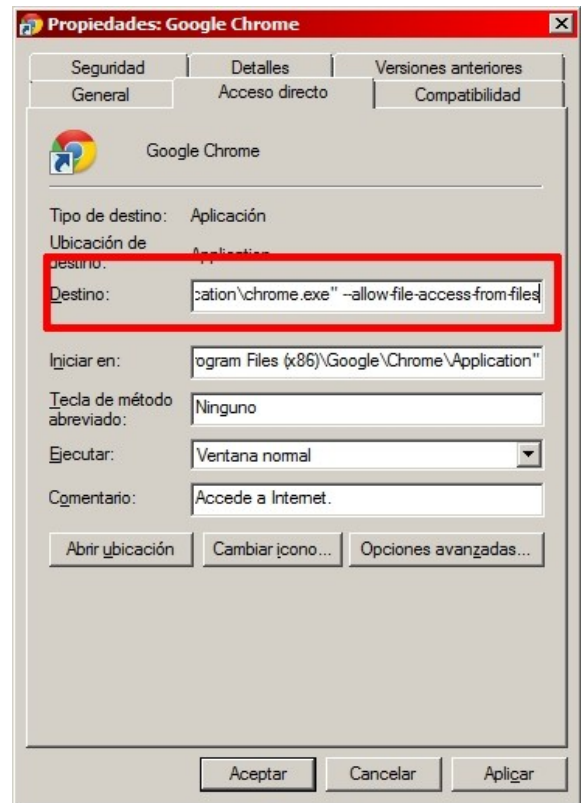 Propiedades: Google Chrome
Seguridad Detalles Versiones anteriores
General Acceso directo Compatibilidad
Google Chrome
Tipo de destino: Aplicación
Ubicación de
destino: Application
Destino: cation\chrome.exe" --allow-file-access-from-files
Iniciar en: rogram Files (x86)\Google\Chrome\Application"
Tecla de método
abreviado: Ninguno
Ejecutar: Ventana normal
Comentario: Accede a Internet.
Abrir ubicación Cambiar icono... Opciones avanzadas...
Aceptar Cancelar Aplicar